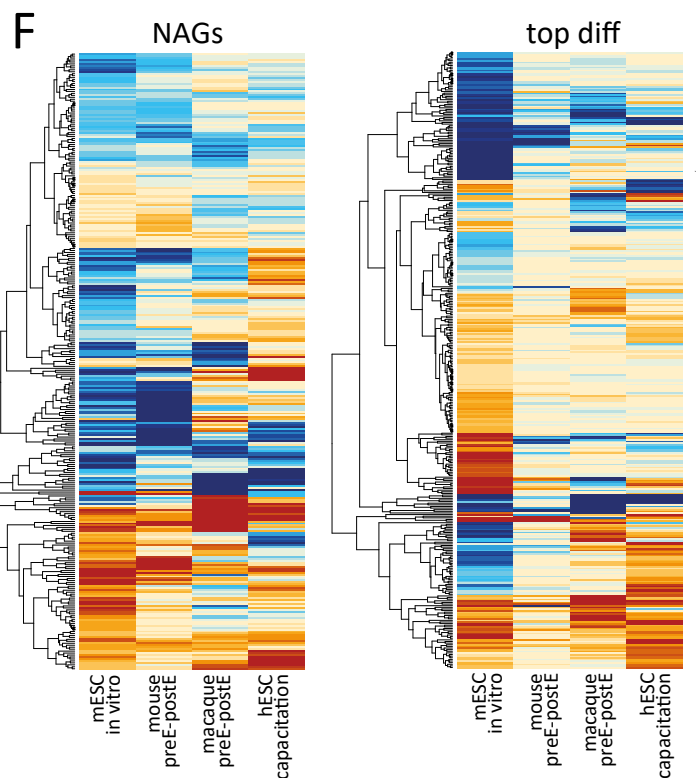 F
NAGs
top diff
mESC
in vitro
mouse
preE-postE
macaque
preE-postE
hESC
capacitation
mESC
in vitro
mouse
preE-postE
macaque
preE-postE
hESC
capacitation